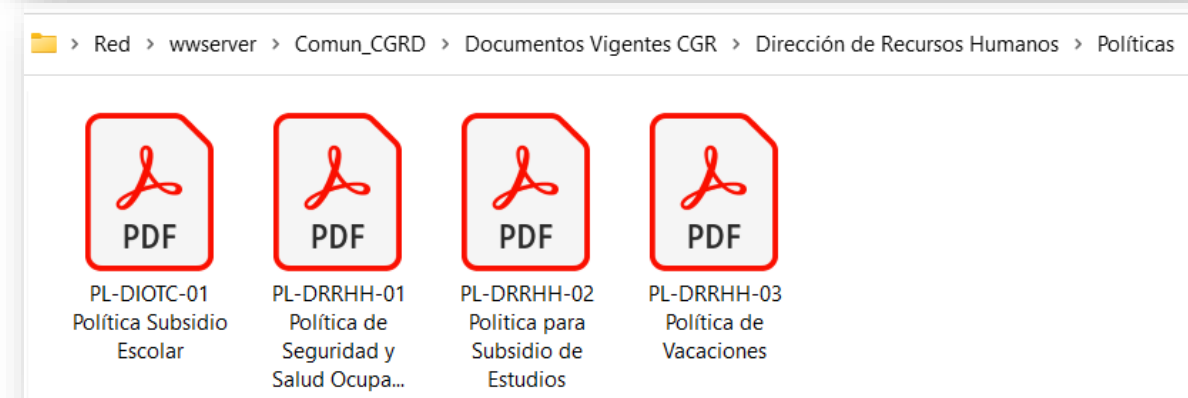 > Red > wwserver > Comun_CGRD > Documentos Vigentes CGR > Dirección de Recursos Humanos > Políticas
PDF PDF PDF PDF
PL-DIOTC-01
Política Subsidio
Escolar
PL-DRRHH-01
Política de
Seguridad y
Salud Ocupa...
PL-DRRHH-02
Politica para
Subsidio de
Estudios
PL-DRRHH-03
Política de
Vacaciones